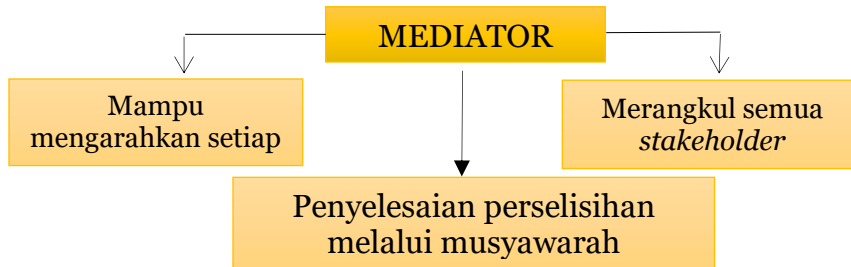 MEDIATOR
Mampu
mengarahkan setiap
Merangkul semua
stakeholder
Penyelesaian perselisihan
melalui musyawarah